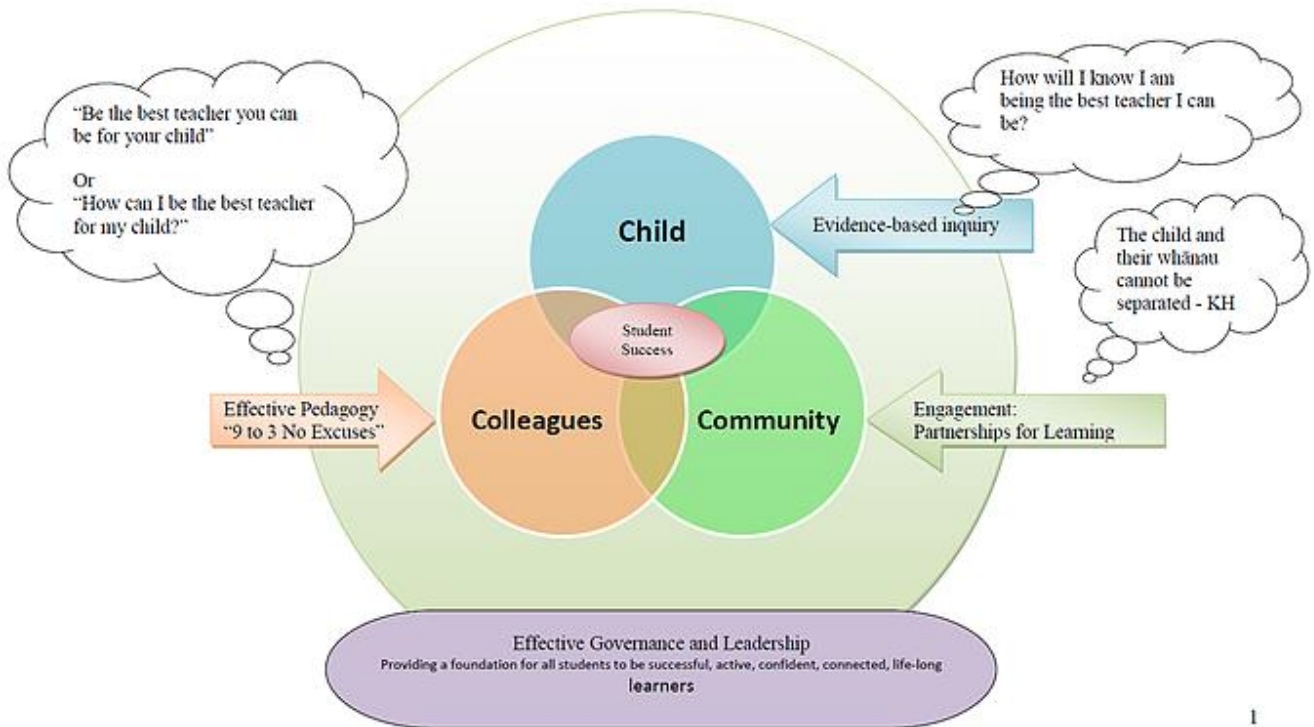 “Be the best teacher you can
be for your child”
Or
“How can I be the best teacher
for my child?”
How will I know I am
being the best teacher I can
be?
Child
Evidence-based inquiry
The child and
their whānau
cannot be
separated - KH
Student
Success
Effective Pedagogy
“9 to 3 No Excuses”
Colleagues
Community
Engagement:
Partnerships for Learning
Effective Governance and Leadership
Providing a foundation for all students to be successful, active, confident, connected, life-long
learners
1